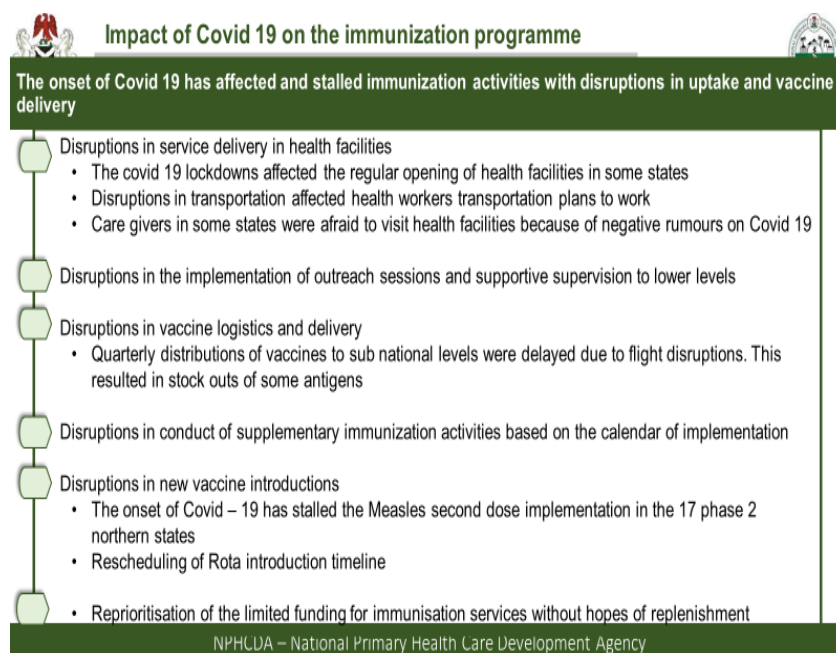 Impact of Covid 19 on the immunization programme
The onset of Covid 19 has affected and stalled immunization activities with disruptions in uptake and vaccine
delivery
Disruptions in service delivery in health facilities
• The covid 19 lockdowns affected the regular opening of health facilities in some states
• Disruptions in transportation affected health workers transportation plans to work
• Care givers in some states were afraid to visit health facilities because of negative rumours on Covid 19
Disruptions in the implementation of outreach sessions and supportive supervision to lower levels
Disruptions in vaccine logistics and delivery
• Quarterly distributions of vaccines to sub national levels were delayed due to flight disruptions. This
resulted in stock outs of some antigens
Disruptions in conduct of supplementary immunization activities based on the calendar of implementation
Disruptions in new vaccine introductions
• The onset of Covid – 19 has stalled the Measles second dose implementation in the 17 phase 2
northern states
• Rescheduling of Rota introduction timeline
• Reprioritisation of the limited funding for immunisation services without hopes of replenishment
NPHCDA – National Primary Health Care Development Agency